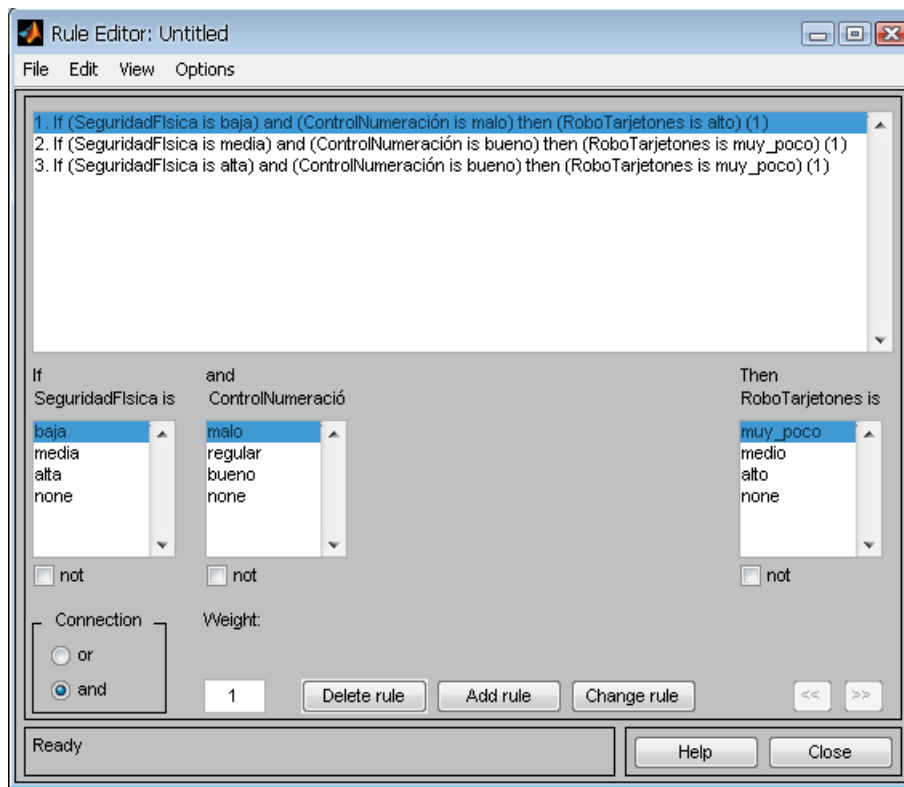 Rule Editor: Untitled
File Edit View Options
1. If (SeguridadFIsica is baja) and (ControlNumeración is malo) then (RoboTarjetones is alto) (1)
2. If (SeguridadFIsica is media) and (ControlNumeración is bueno) then (RoboTarjetones is muy_poco) (1)
3. If (SeguridadFIsica is alta) and (ControlNumeración is bueno) then (RoboTarjetones is muy_poco) (1)
If and Then
SeguridadFIsica is ControlNumeració RoboTarjetones is
baja malo muy_poco
media regular medio
alta bueno alto
none none none
not not not
Connection Weight:
or
and 1 Delete rule Add rule Change rule << >>
Ready Help Close